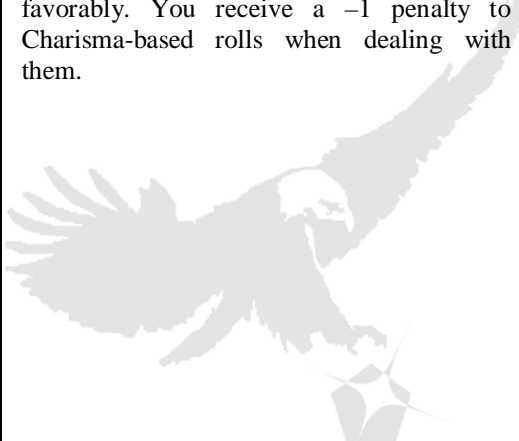 favorably. You receive a –1 penalty to
Charisma-based rolls when dealing with
them.